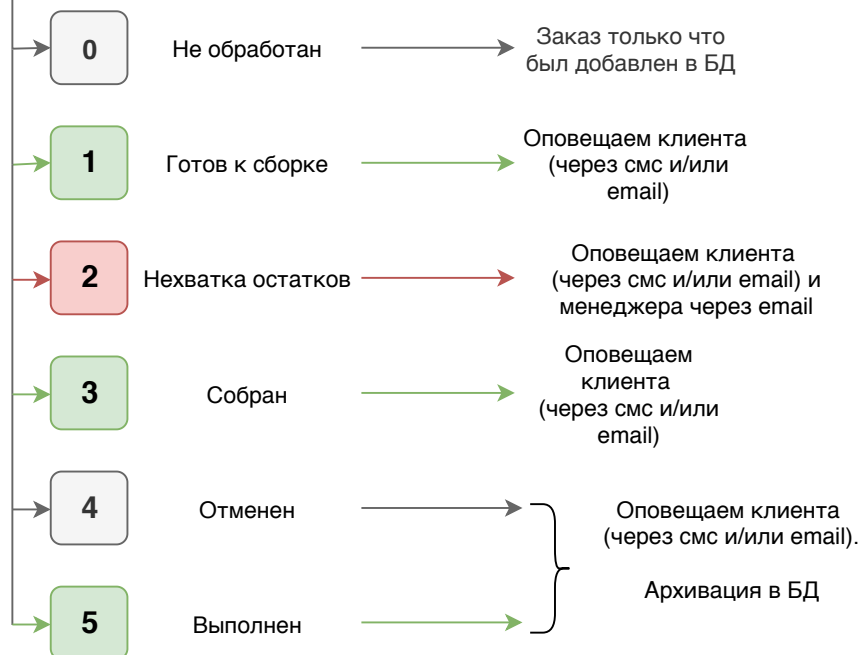 0
Не обработан
Заказ только что
был добавлен в БД
1
Готов к сборке
Оповещаем клиента
(через смс и/или
email)
2
Нехватка остатков
Оповещаем клиента
(через смс и/или email) и
менеджера через email
3
Собран
Оповещаем
клиента
(через смс и/или
email)
4
Отменен
5
Выполнен
Оповещаем клиента
(через смс и/или email).
Архивация в БД